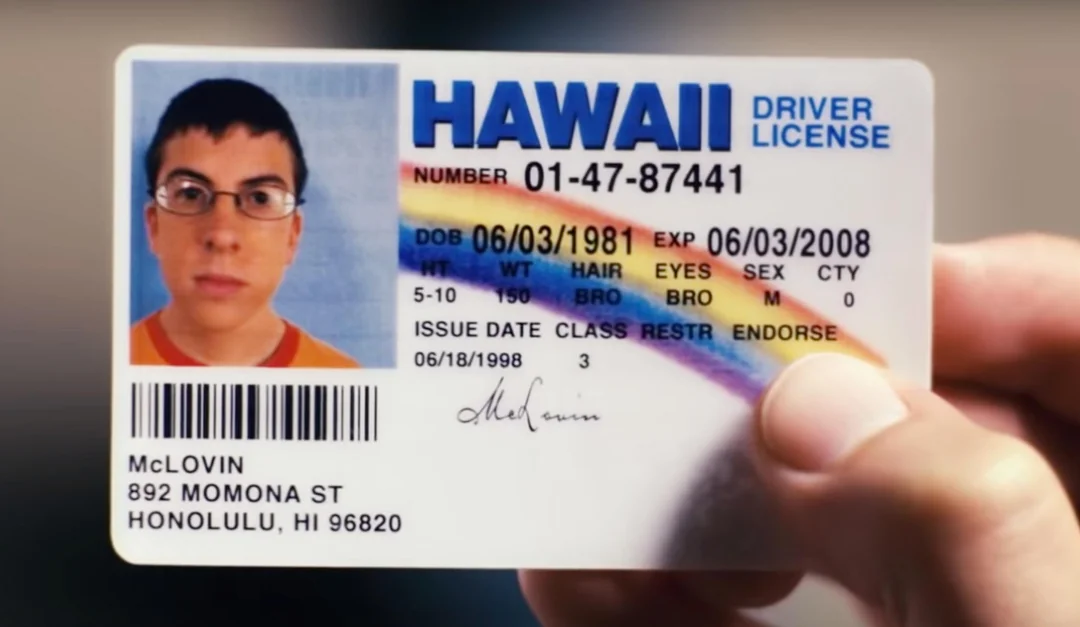 HAWAII DRIVER LICENSE
NUMBER 01-47-87441
DOB 06/03/1981 EXP 06/03/2008
HT WT HAIR EYES SEX CTY
5-10 150 BRO BRO M 0
ISSUE DATE CLASS RESTR ENDORSE
06/18/1998 3
McLovin
McLOVIN
892 MOMONA ST
HONOLULU, HI 96820